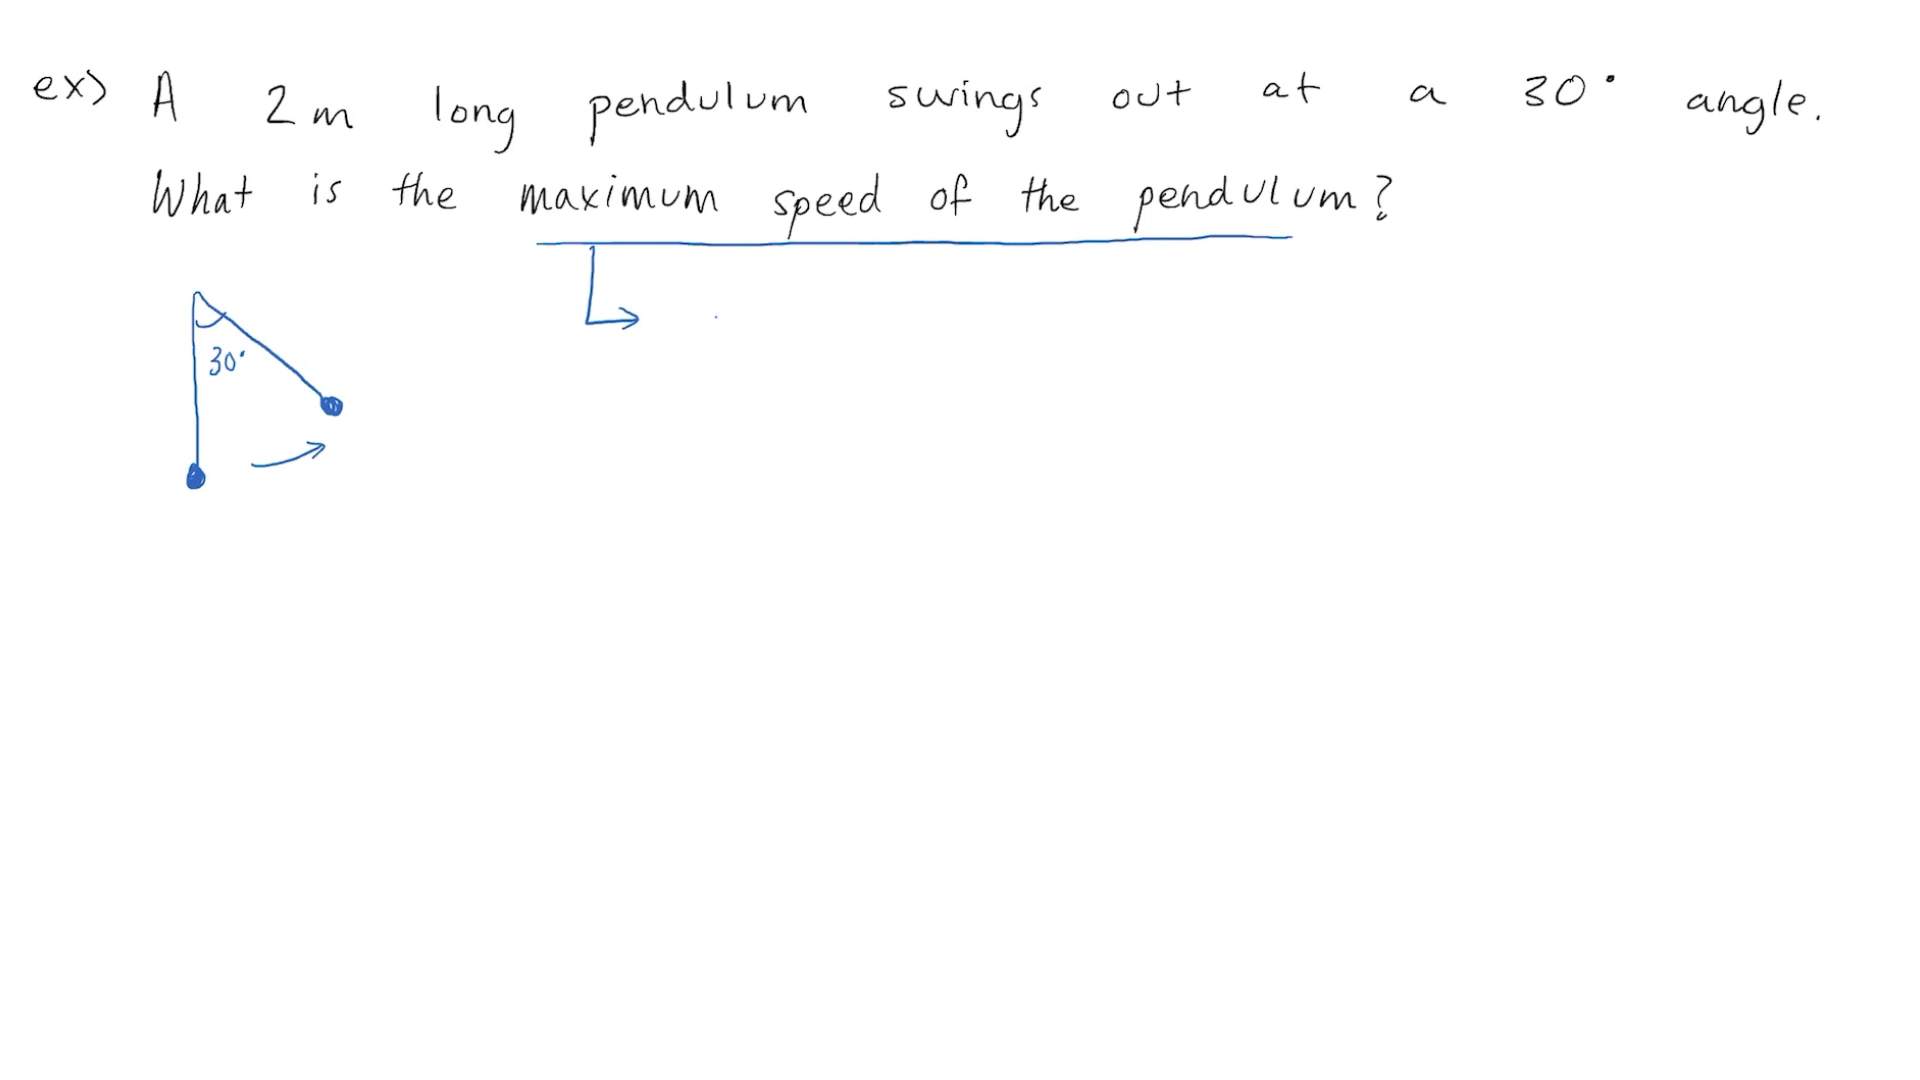 ex) A 2 m long pendulum swings out at a 30° angle.
What is the maximum speed of the pendulum?
30°